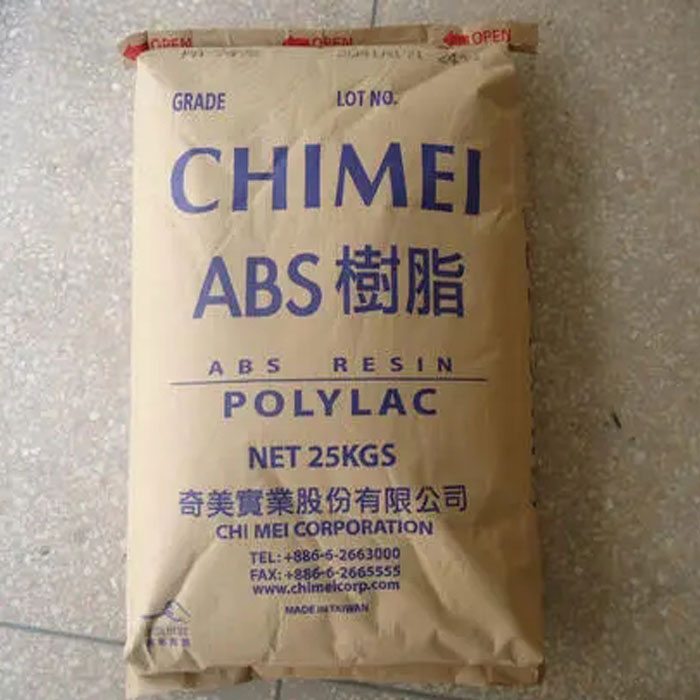 OPEN OPEN OPEN
GRADE LOT NO.
CHIMEI
ABS 樹脂
ABS RESIN
POLYLAC
NET 25KGS
奇美實業股份有限公司
CHI MEI CORPORATION
TEL: +886-6-2663000
FAX: +886-6-2665555
www.chimeicorp.com
MADE IN TAIWAN